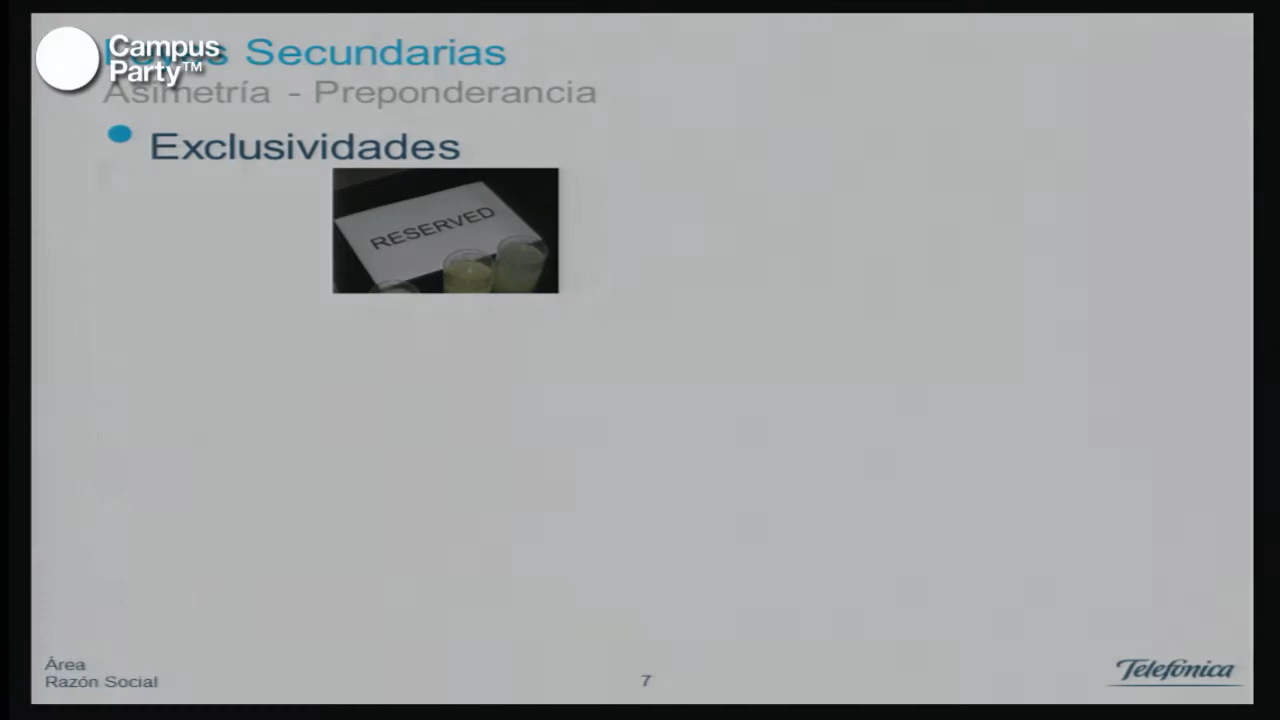 Campus
Party™
Secundarias
Asimetría - Preponderancia
Exclusividades
RESERVED
Área
Razón Social
7
Telefónica